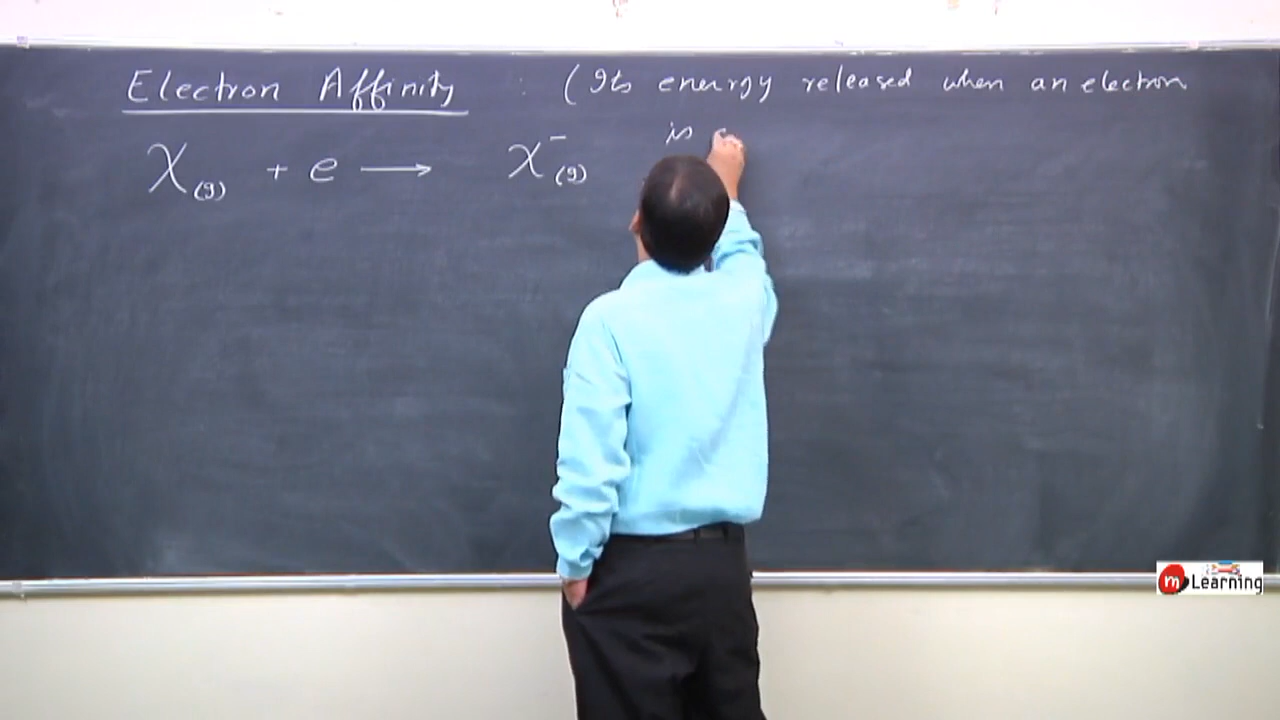 Electron Affinity : (Its energy released when an electron
is
X(g) + e ⟶ X⁻(g)
m Learning